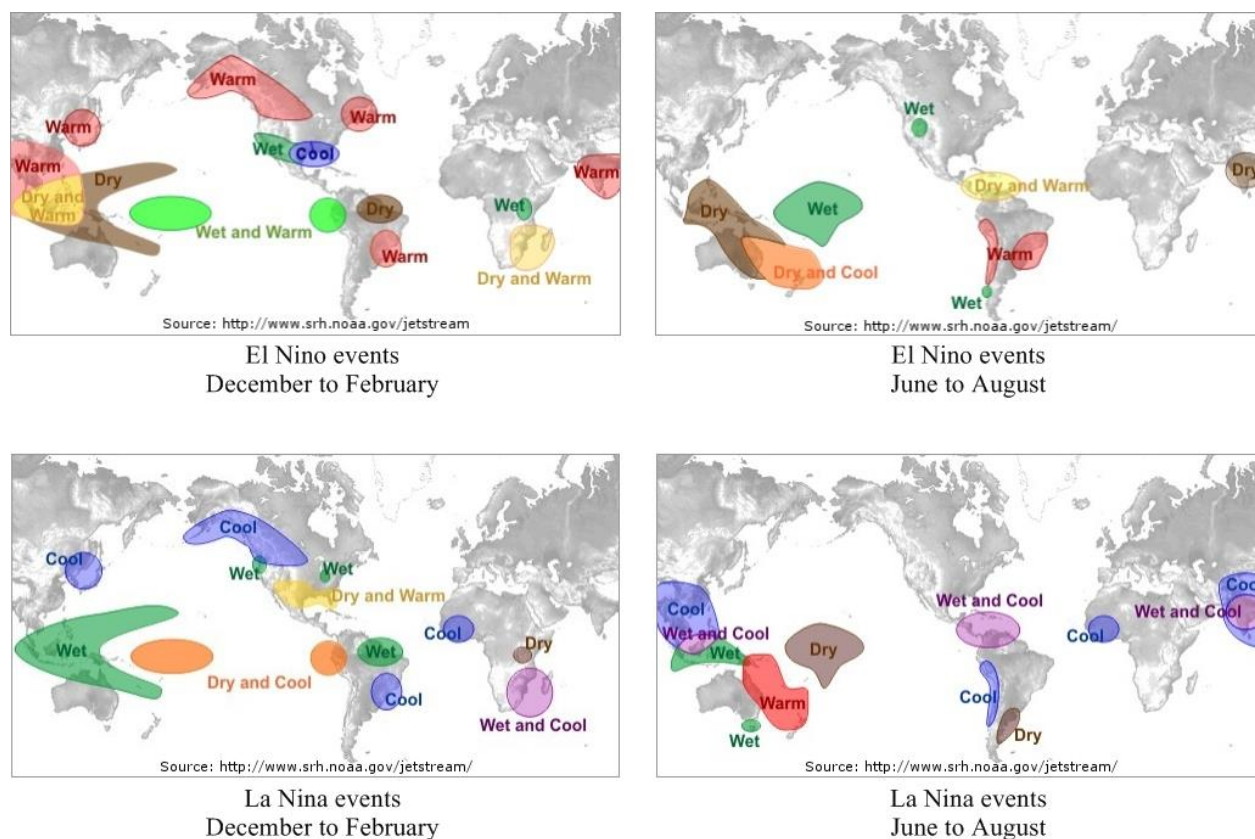 Warm
Warm
Warm
Wet
Cool
Warm
Dry
Dry and
Warm
Wet and Warm
Dry
Warm
Wet
Dry and Warm
Warm
Source: http://www.srh.noaa.gov/jetstream
El Nino events
December to February
Wet
Dry and Warm
Dry
Dry
Wet
Dry and Cool
Warm
Wet
Source: http://www.srh.noaa.gov/jetstream/
El Nino events
June to August
Cool
Cool
Wet
Wet
Dry and Warm
Cool
Wet
Dry and Cool
Wet
Cool
Dry
Wet and Cool
Source: http://www.srh.noaa.gov/jetstream/
La Nina events
December to February
Cool
Wet and Cool
Wet
Warm
Wet
Dry
Wet and Cool
Cool
Dry
Cool
Cool
Wet and Cool
Source: http://www.srh.noaa.gov/jetstream/
La Nina events
June to August